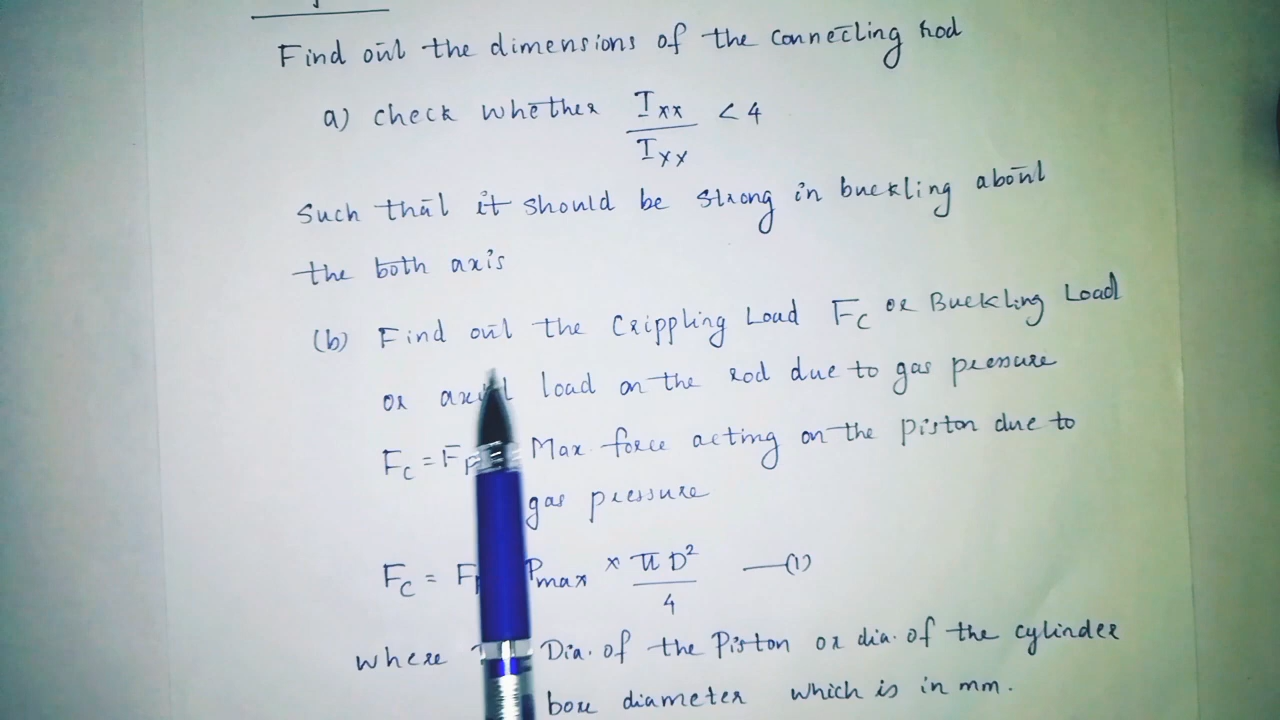 Find out the dimensions of the connecting rod
a) check whether Ixx / Iyy < 4
Such that it should be strong in buckling about
the both axis
(b) Find out the Crippling Load Fc or Buckling Load
or axial load on the rod due to gas pressure
Fc = Fp = Max force acting on the piston due to
gas pressure
Fc = Pmax × π D² / 4 —(1)
where Dia. of the Piston or dia. of the cylinder
bore diameter which is in mm.